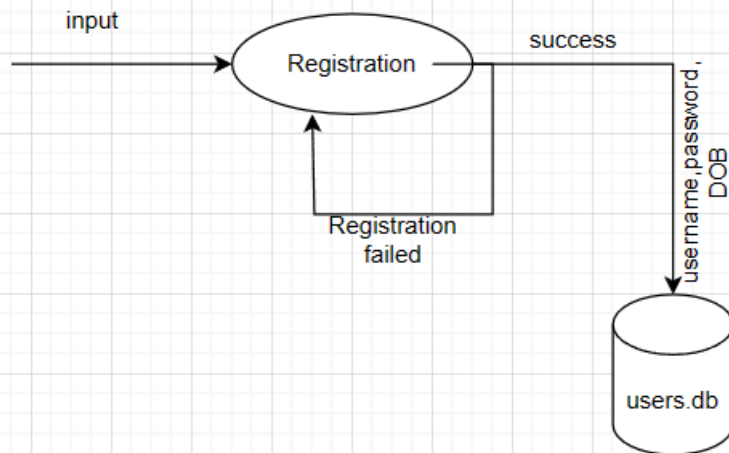 input
Registration
success
username,password,
DOB
Registration
failed
users.db